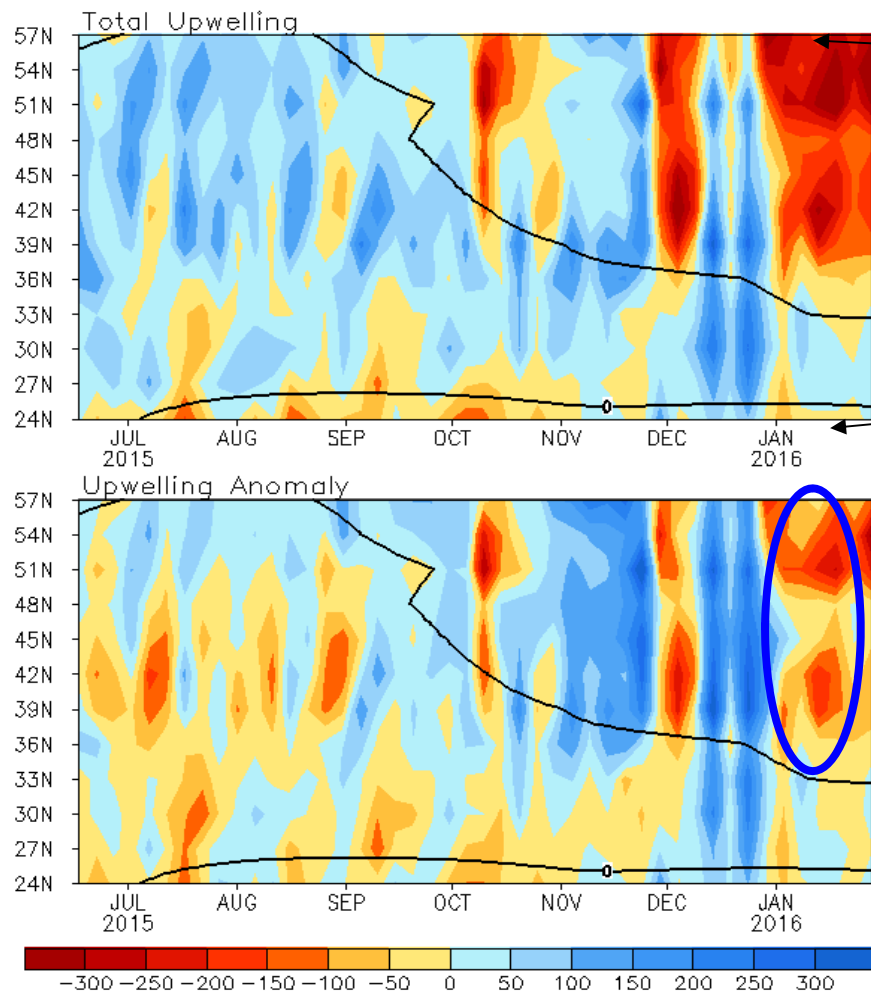 Total Upwelling
57N
54N
51N
48N
45N
42N
39N
36N
33N
30N
27N
24N
0
JUL AUG SEP OCT NOV DEC JAN
2015 2016
Upwelling Anomaly
57N
54N
51N
48N
45N
42N
39N
36N
33N
30N
27N
24N
0
JUL AUG SEP OCT NOV DEC JAN
2015 2016
-300 -250 -200 -150 -100 -50 0 50 100 150 200 250 300